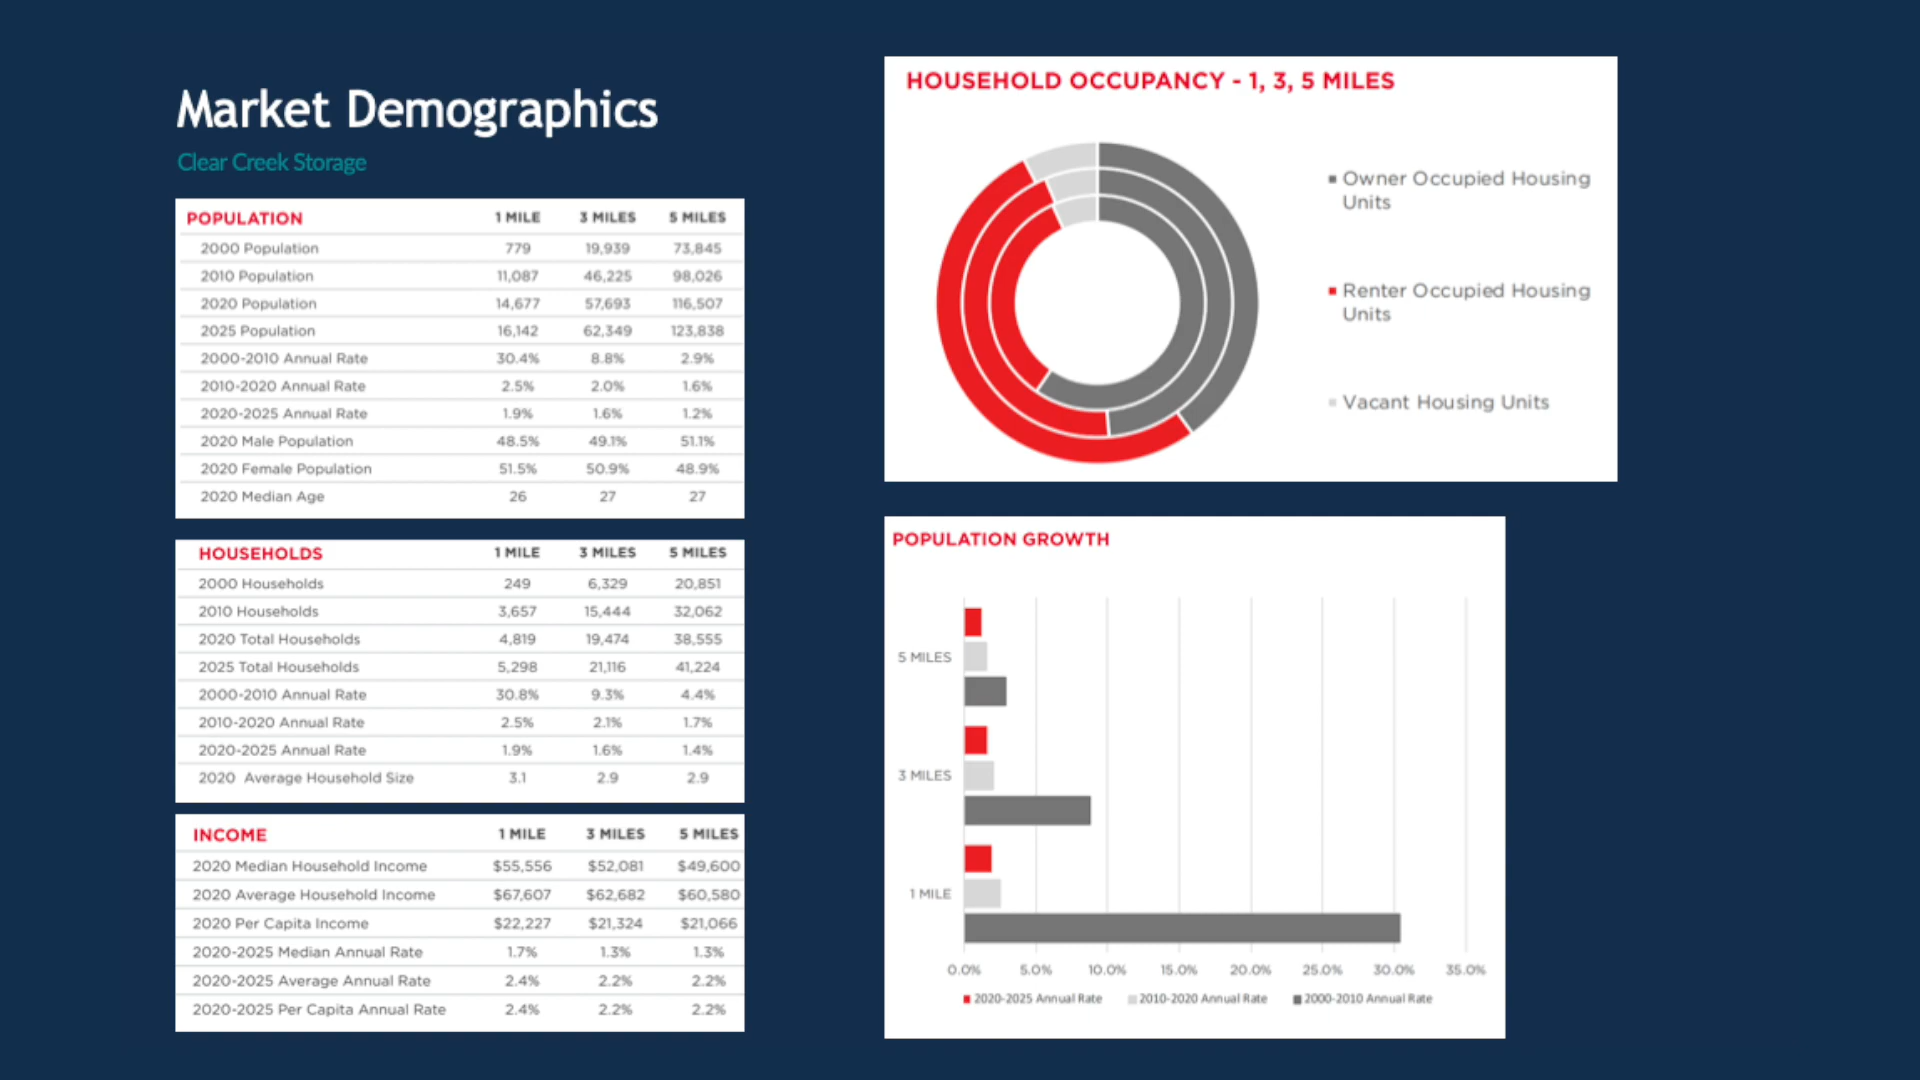 Market Demographics
Clear Creek Storage
POPULATION 1 MILE 3 MILES 5 MILES
2000 Population 779 19,939 73,845
2010 Population 11,087 46,225 98,026
2020 Population 14,677 57,693 116,507
2025 Population 16,142 62,349 123,838
2000-2010 Annual Rate 30.4% 8.8% 2.9%
2010-2020 Annual Rate 2.5% 2.0% 1.6%
2020-2025 Annual Rate 1.9% 1.6% 1.2%
2020 Male Population 48.5% 49.1% 51.1%
2020 Female Population 51.5% 50.9% 48.9%
2020 Median Age 26 27 27
HOUSEHOLDS 1 MILE 3 MILES 5 MILES
2000 Households 249 6,329 20,851
2010 Households 3,657 15,444 32,062
2020 Total Households 4,819 19,474 38,555
2025 Total Households 5,298 21,116 41,224
2000-2010 Annual Rate 30.8% 9.3% 4.4%
2010-2020 Annual Rate 2.5% 2.1% 1.7%
2020-2025 Annual Rate 1.9% 1.6% 1.4%
2020 Average Household Size 3.1 2.9 2.9
INCOME 1 MILE 3 MILES 5 MILES
2020 Median Household Income $55,556 $52,081 $49,600
2020 Average Household Income $67,607 $62,682 $60,580
2020 Per Capita Income $22,227 $21,324 $21,066
2020-2025 Median Annual Rate 1.7% 1.3% 1.3%
2020-2025 Average Annual Rate 2.4% 2.2% 2.2%
2020-2025 Per Capita Annual Rate 2.4% 2.2% 2.2%
HOUSEHOLD OCCUPANCY - 1, 3, 5 MILES
Owner Occupied Housing
Units
Renter Occupied Housing
Units
Vacant Housing Units
POPULATION GROWTH
5 MILES
3 MILES
1 MILE
0.0% 5.0% 10.0% 15.0% 20.0% 25.0% 30.0% 35.0%
2020-2025 Annual Rate 2010-2020 Annual Rate 2000-2010 Annual Rate